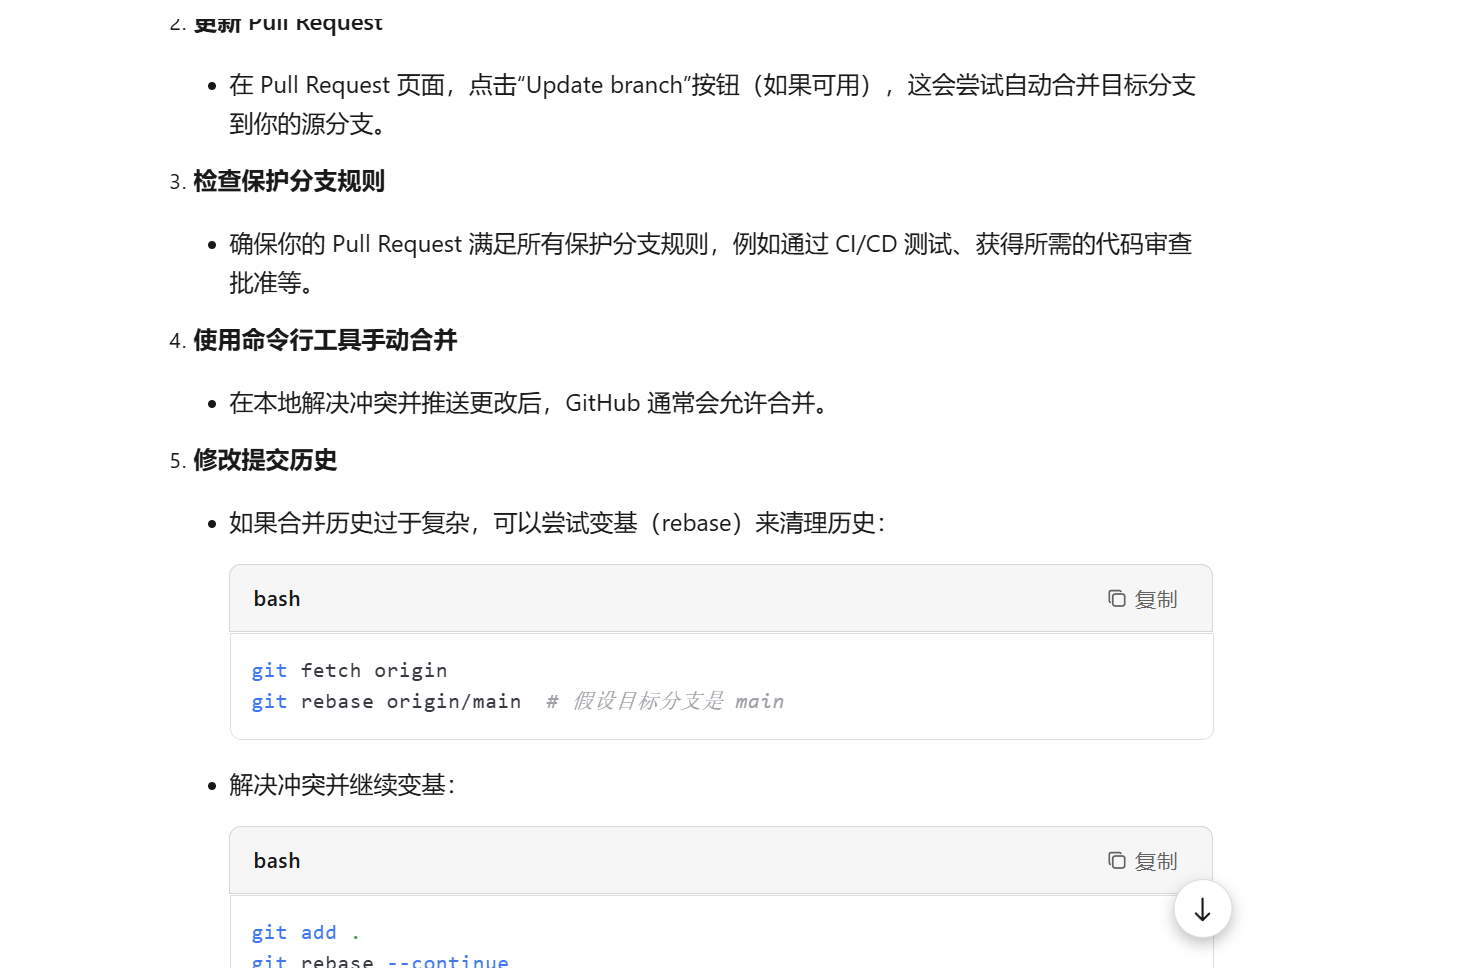 2. 更新 Pull Request
在 Pull Request 页面，点击“Update branch”按钮（如果可用），这会尝试自动合并目标分支
到你的源分支。
3. 检查保护分支规则
确保你的 Pull Request 满足所有保护分支规则，例如通过 CI/CD 测试、获得所需的代码审查
批准等。
4. 使用命令行工具手动合并
在本地解决冲突并推送更改后，GitHub 通常会允许合并。
5. 修改提交历史
如果合并历史过于复杂，可以尝试变基（rebase）来清理历史：
bash 复制
git fetch origin
git rebase origin/main  # 假设目标分支是 main
解决冲突并继续变基：
bash 复制
git add .
git rebase --continue